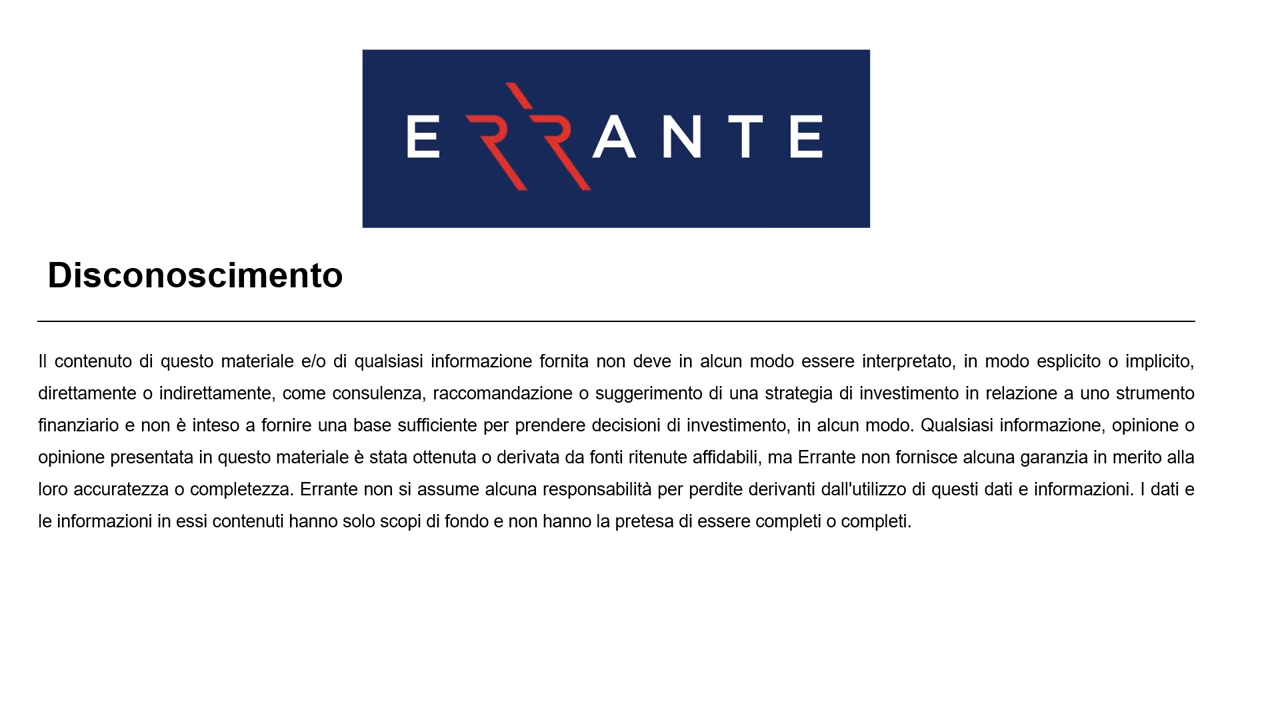 ERRANTE
Disconoscimento
Il contenuto di questo materiale e/o di qualsiasi informazione fornita non deve in alcun modo essere interpretato, in modo esplicito o implicito,
direttamente o indirettamente, come consulenza, raccomandazione o suggerimento di una strategia di investimento in relazione a uno strumento
finanziario e non è inteso a fornire una base sufficiente per prendere decisioni di investimento, in alcun modo. Qualsiasi informazione, opinione o
opinione presentata in questo materiale è stata ottenuta o derivata da fonti ritenute affidabili, ma Errante non fornisce alcuna garanzia in merito alla
loro accuratezza o completezza. Errante non si assume alcuna responsabilità per perdite derivanti dall'utilizzo di questi dati e informazioni. I dati e
le informazioni in essi contenuti hanno solo scopi di fondo e non hanno la pretesa di essere completi o completi.